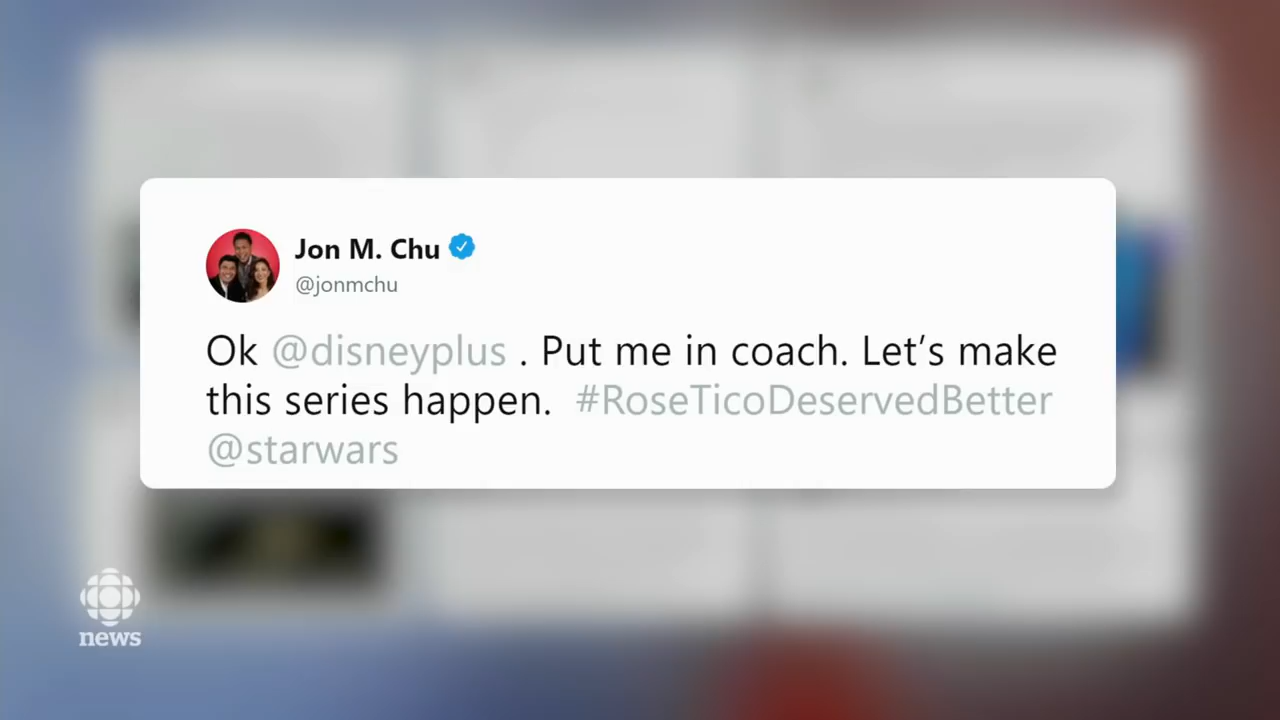 Jon M. Chu
@jonmchu
Ok @disneyplus . Put me in coach. Let’s make
this series happen. #RoseTicoDeservedBetter
@starwars
news